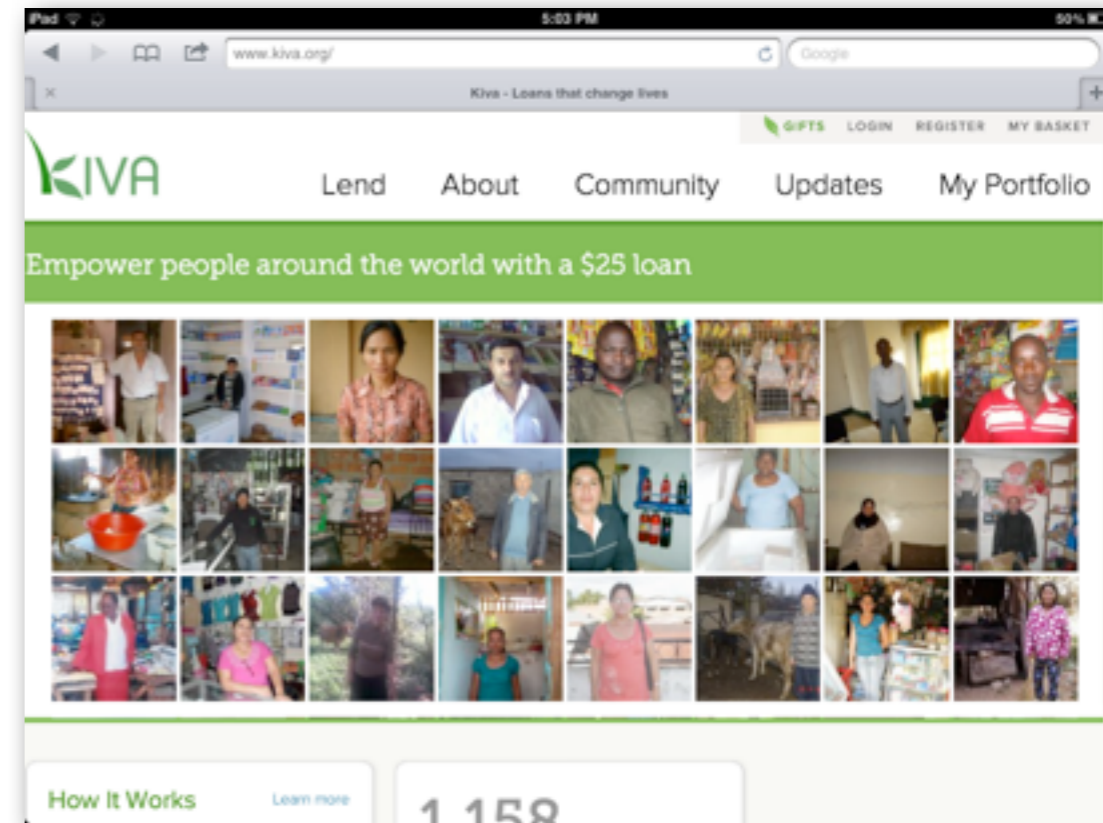 iPad 5:03 PM 50%
www.kiva.org/ Google
Kiva - Loans that change lives
GIFTS LOGIN REGISTER MY BASKET
KIVA Lend About Community Updates My Portfolio
Empower people around the world with a $25 loan
How It Works Learn more
1,158